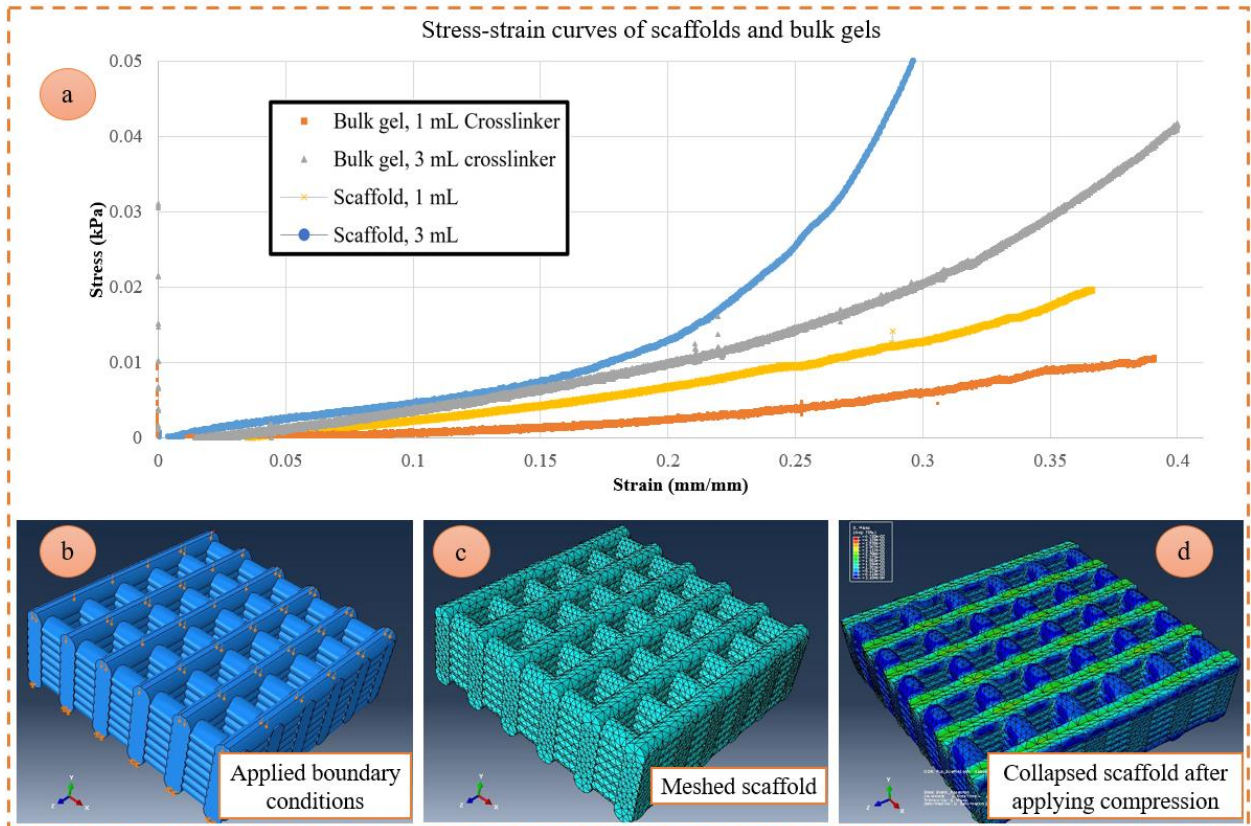 Stress-strain curves of scaffolds and bulk gels
a
0.05
0.04
0.03
0.02
0.01
0
Stress (kPa)
Bulk gel, 1 mL Crosslinker
Bulk gel, 3 mL crosslinker
Scaffold, 1 mL
Scaffold, 3 mL
0 0.05 0.1 0.15 0.2 0.25 0.3 0.35 0.4
Strain (mm/mm)
b
Y
Z X
Applied boundary
conditions
c
Y
Z X
Meshed scaffold
d
Y
Z X
Collapsed scaffold after
applying compression